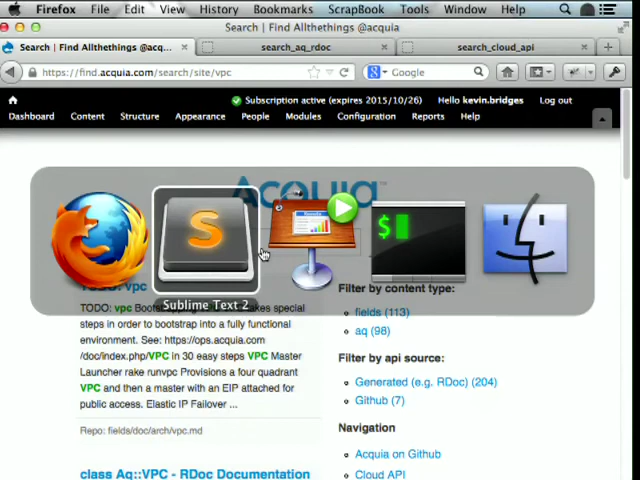 Firefox File Edit View History Bookmarks ScrapBook Tools Window Help
Search | Find Allthings @acquia
Search | Find Allthethings @acq... × search_aq_rdoc × search_cloud_api × +
https://find.acquia.com/search/site/vpc Google
Subscription active (expires 2015/10/26) Hello kevin.bridges Log out
Dashboard Content Structure Appearance People Modules Configuration Reports Help
Acquia
S
$
Sublime Text 2
TODO: vpc
TODO: vpc special
steps in order to bootstrap into a fully functional
environment. See: https://ops.acquia.com
/doc/index.php/VPC in 30 easy steps VPC Master
Launcher rake runvpc Provisions a four quadrant
VPC and then a master with an EIP attached for
public access. Elastic IP Failover ...
Repo: fields/doc/arch/vpc.md
class Aq::VPC - RDoc Documentation
Filter by content type:
fields (113)
aq (98)
Filter by api source:
Generated (e.g. RDoc) (204)
Github (7)
Navigation
Acquia on Github
Cloud API